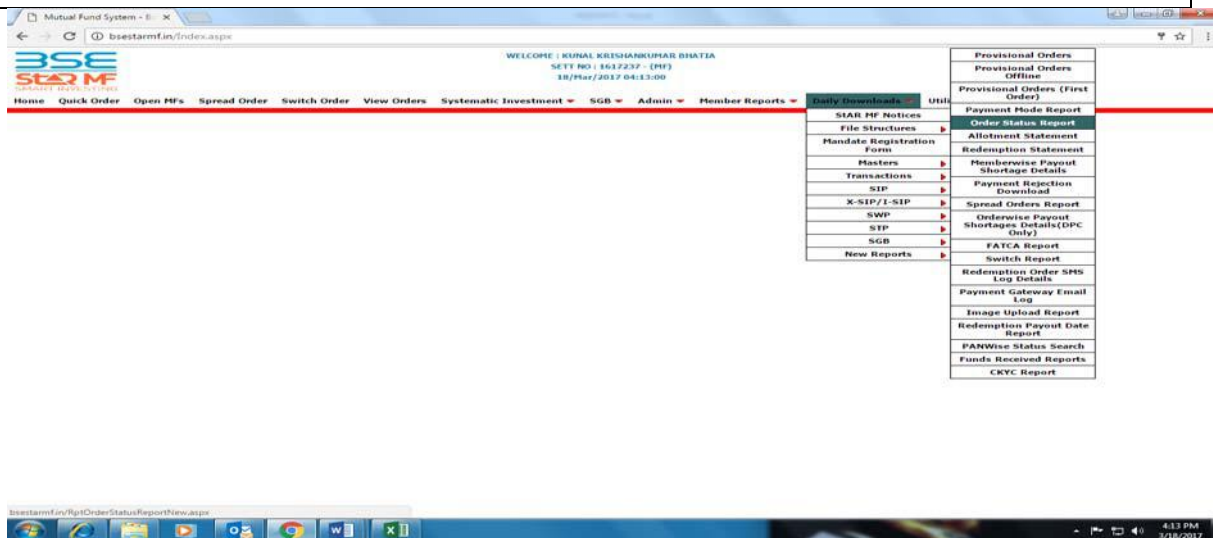 Mutual Fund System - B
bsestarmf.in/Index.aspx
BSE
StAR MF
SMART INVESTING
WELCOME : KUNAL KRISHANKUMAR BHATIA
SETT NO : 1617237 - (MF)
18/Mar/2017 04:13:00
Home Quick Order Open MFs Spread Order Switch Order View Orders Systematic Investment SGB Admin Member Reports Daily Downloads Utili
StAR MF Notices
File Structures
Mandate Registration
Form
Masters
Transactions
SIP
X-SIP/I-SIP
SWP
STP
SGB
New Reports
Provisional Orders
Provisional Orders
Offline
Provisional Orders (First
Order)
Payment Mode Report
Order Status Report
Allotment Statement
Redemption Statement
Memberwise Payout
Shortage Details
Payment Rejection
Download
Spread Orders Report
Orderwise Payout
Shortages Details(DPC
Only)
FATCA Report
Switch Report
Redemption Order SMS
Log Details
Payment Gateway Email
Log
Image Upload Report
Redemption Payout Date
Report
PANWise Status Search
Funds Received Reports
CKYC Report
bsestarmf.in/RptOrderStatusReportNew.aspx
4:13 PM
3/18/2017